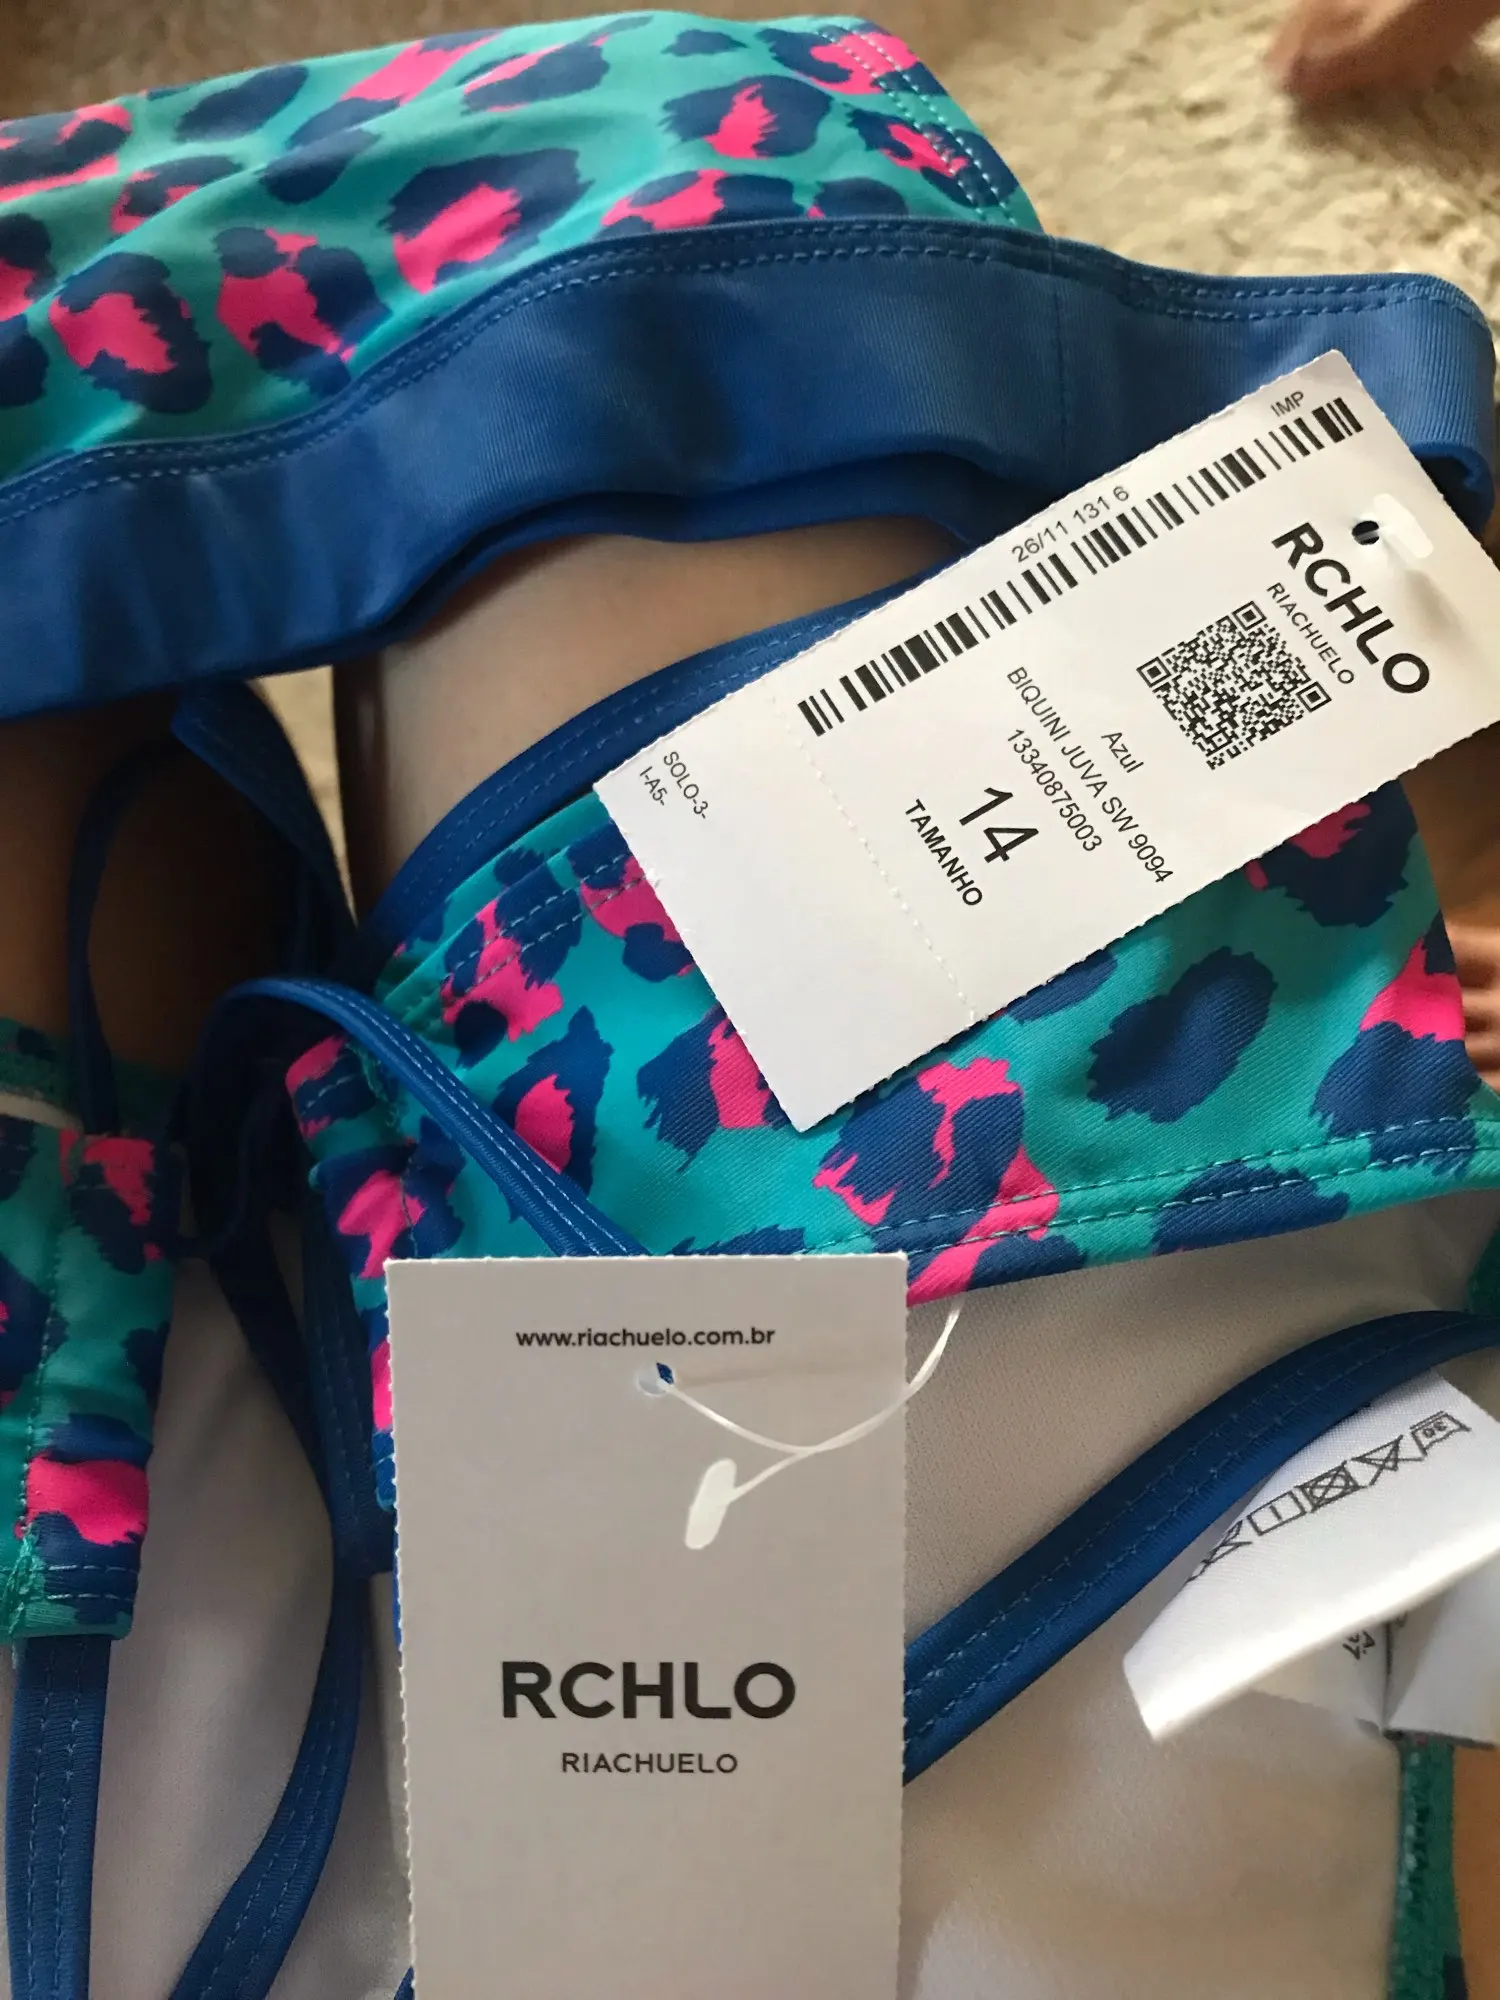 IMP
26/11 131 6
RCHLO
RIACHUELO
Azul
BIQUINI JUVA SW 9094
13340875003
14
TAMANHO
SOLO-3-
I-A5-
www.riachuelo.com.br
RCHLO
RIACHUELO
30